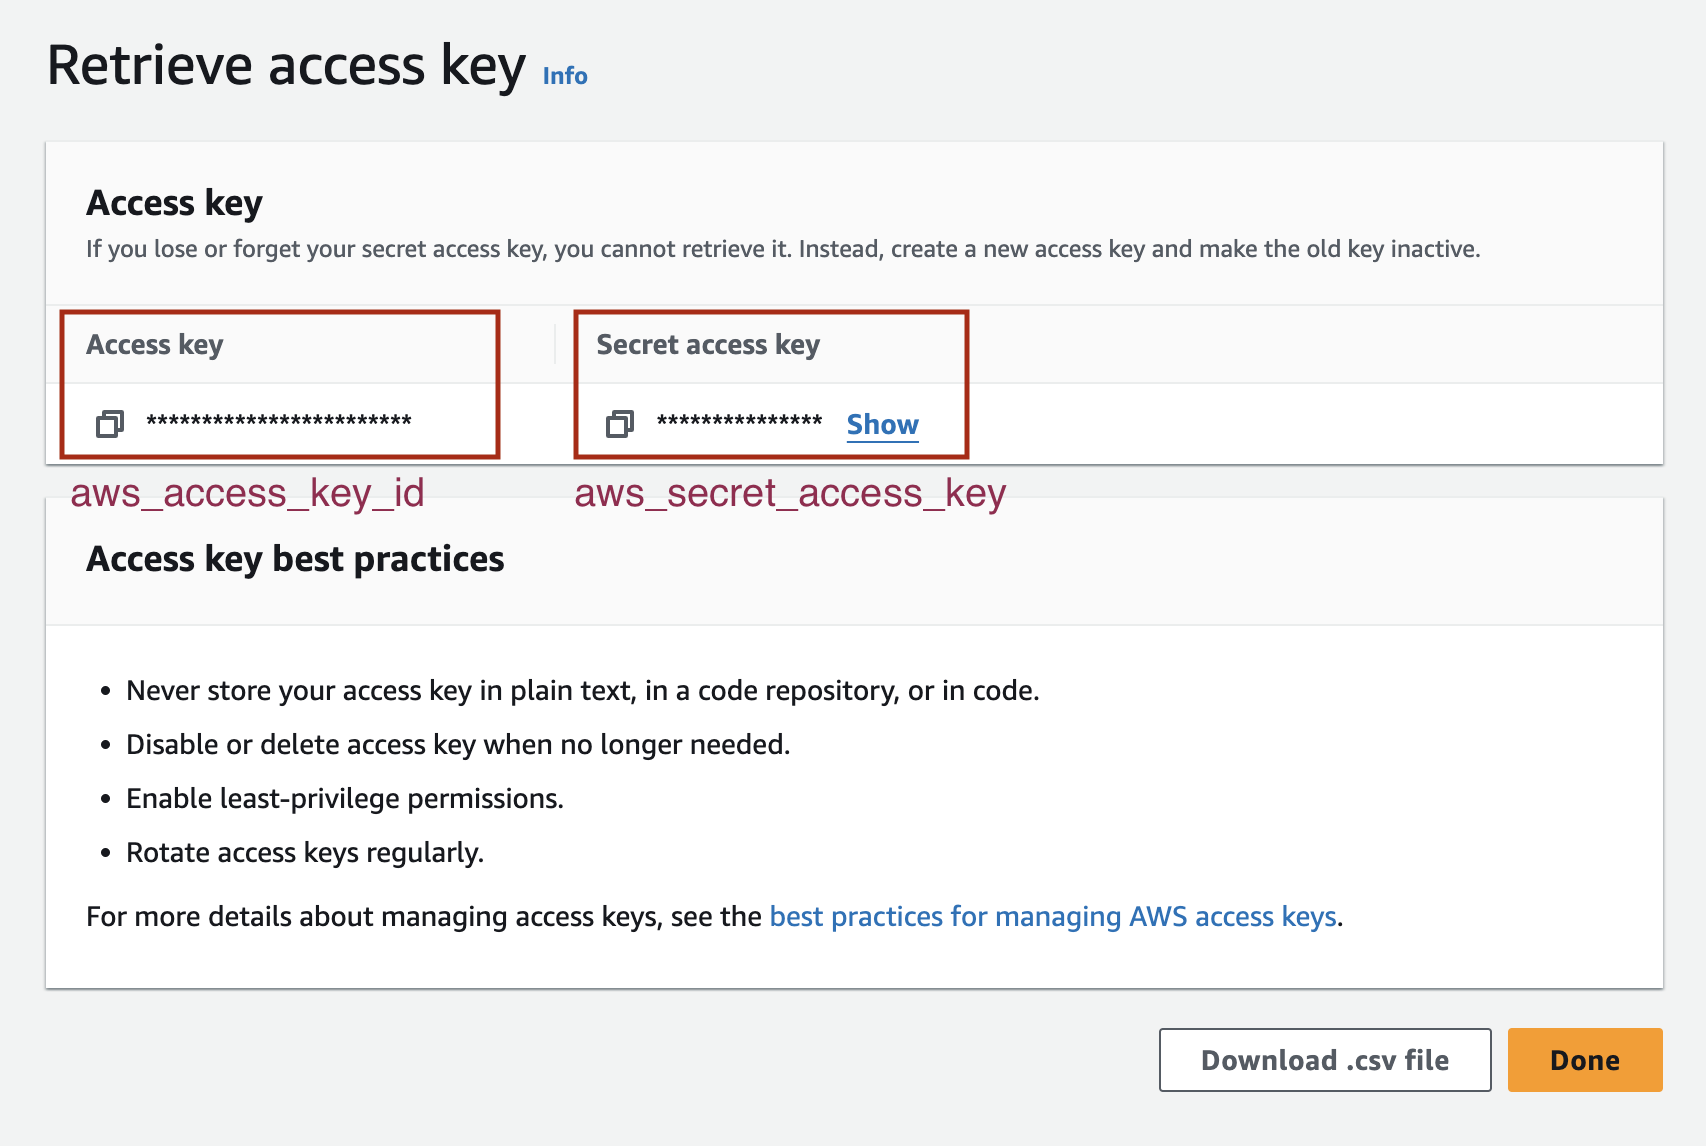 Retrieve access key Info
Access key
If you lose or forget your secret access key, you cannot retrieve it. Instead, create a new access key and make the old key inactive.
Access key
Secret access key
************************
*************** Show
aws_access_key_id
aws_secret_access_key
Access key best practices
• Never store your access key in plain text, in a code repository, or in code.
• Disable or delete access key when no longer needed.
• Enable least-privilege permissions.
• Rotate access keys regularly.
For more details about managing access keys, see the best practices for managing AWS access keys.
Download .csv file
Done